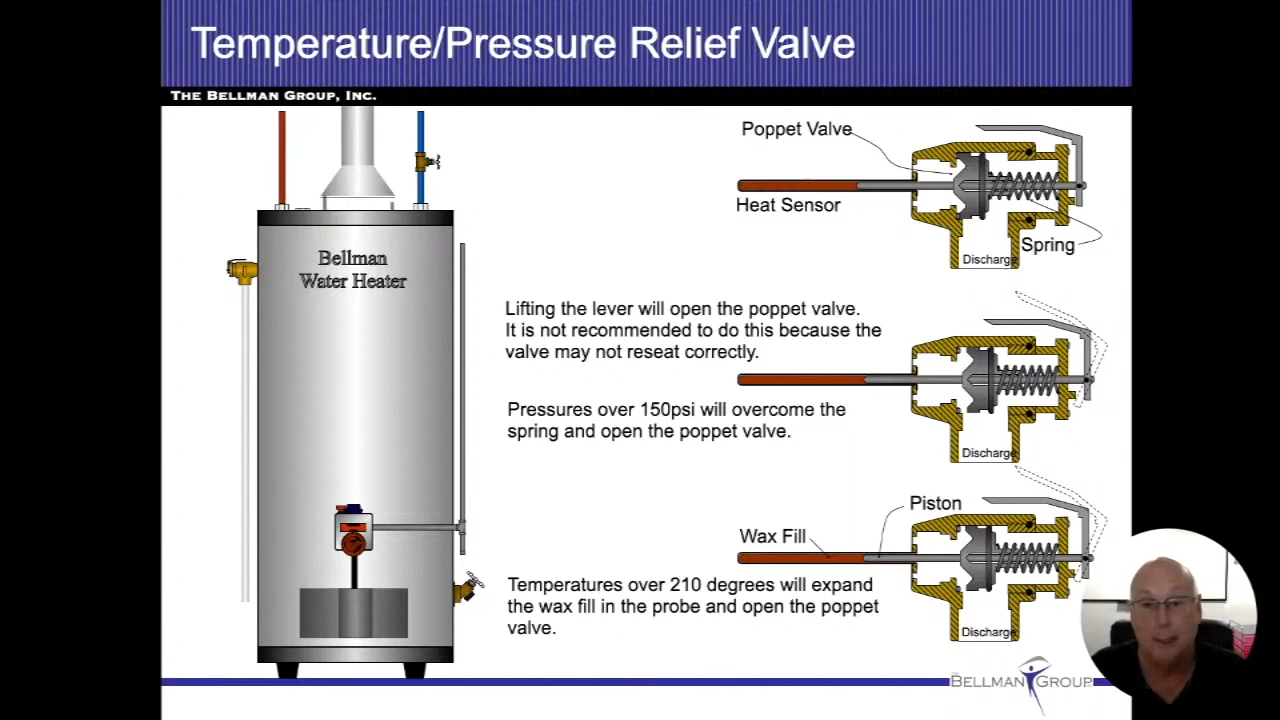 Temperature/Pressure Relief Valve
THE BELLMAN GROUP, INC.
Poppet Valve
Heat Sensor
Spring
Discharge
Bellman
Water Heater
Lifting the lever will open the poppet valve.
It is not recommended to do this because the
valve may not reseat correctly.
Pressures over 150psi will overcome the
spring and open the poppet valve.
Discharge
Piston
Wax Fill
Temperatures over 210 degrees will expand
the wax fill in the probe and open the poppet
valve.
Discharge
THE BELLMAN GROUP